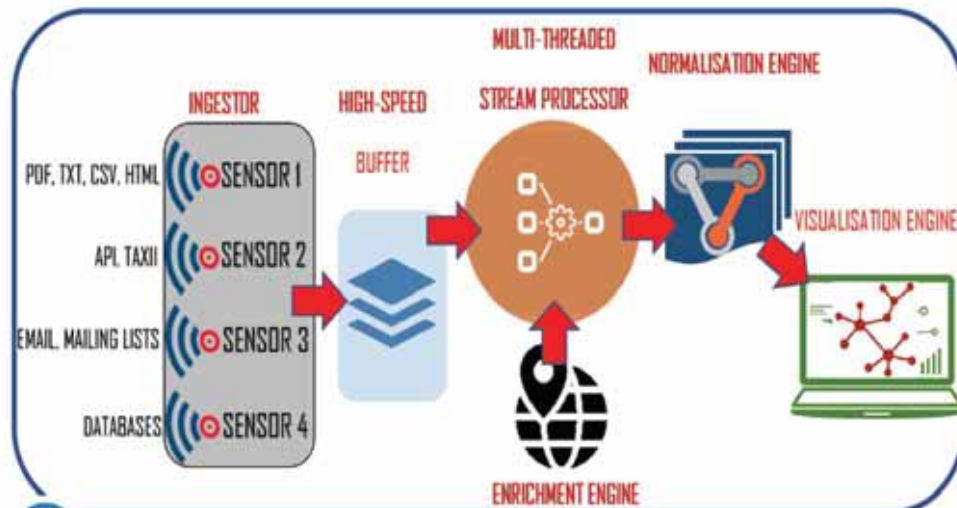 MULTI-THREADED
STREAM PROCESSOR
NORMALISATION ENGINE
INGESTOR
HIGH-SPEED
BUFFER
PDF, TXT, CSV, HTML
SENSOR 1
API, TAXII
SENSOR 2
EMAIL, MAILING LISTS
SENSOR 3
DATABASES
SENSOR 4
VISUALISATION ENGINE
ENRICHMENT ENGINE